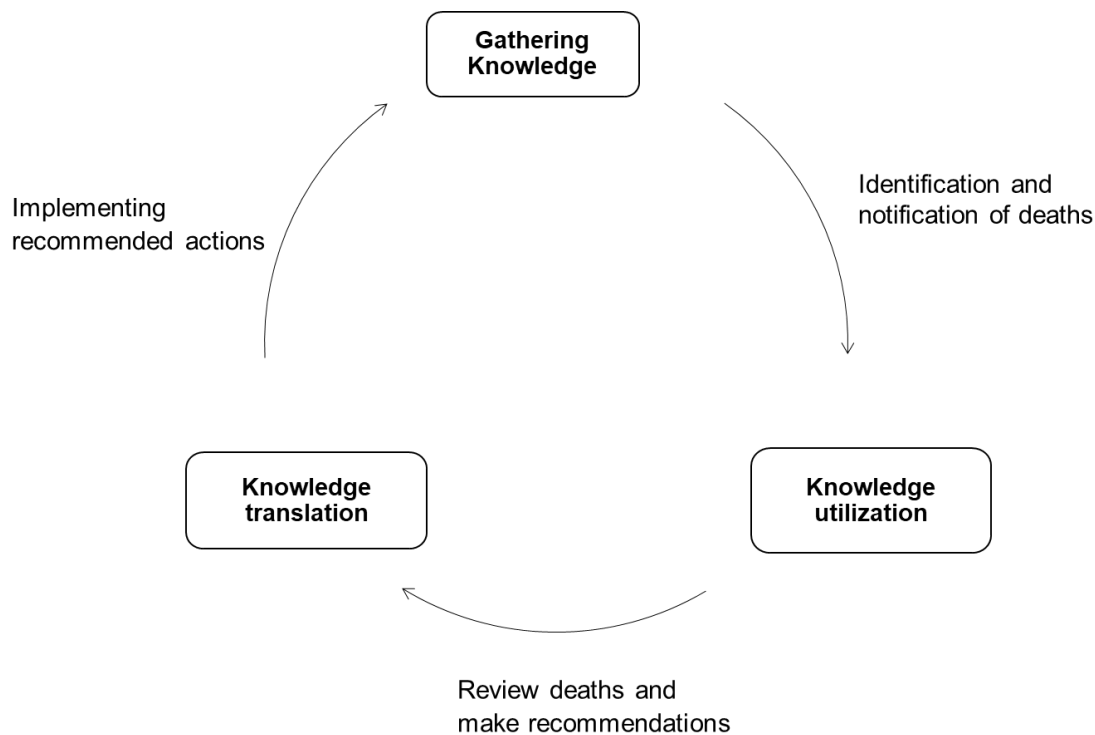 Gathering
Knowledge
Identification and
notification of deaths
Implementing
recommended actions
Knowledge
translation
Knowledge
utilization
Review deaths and
make recommendations